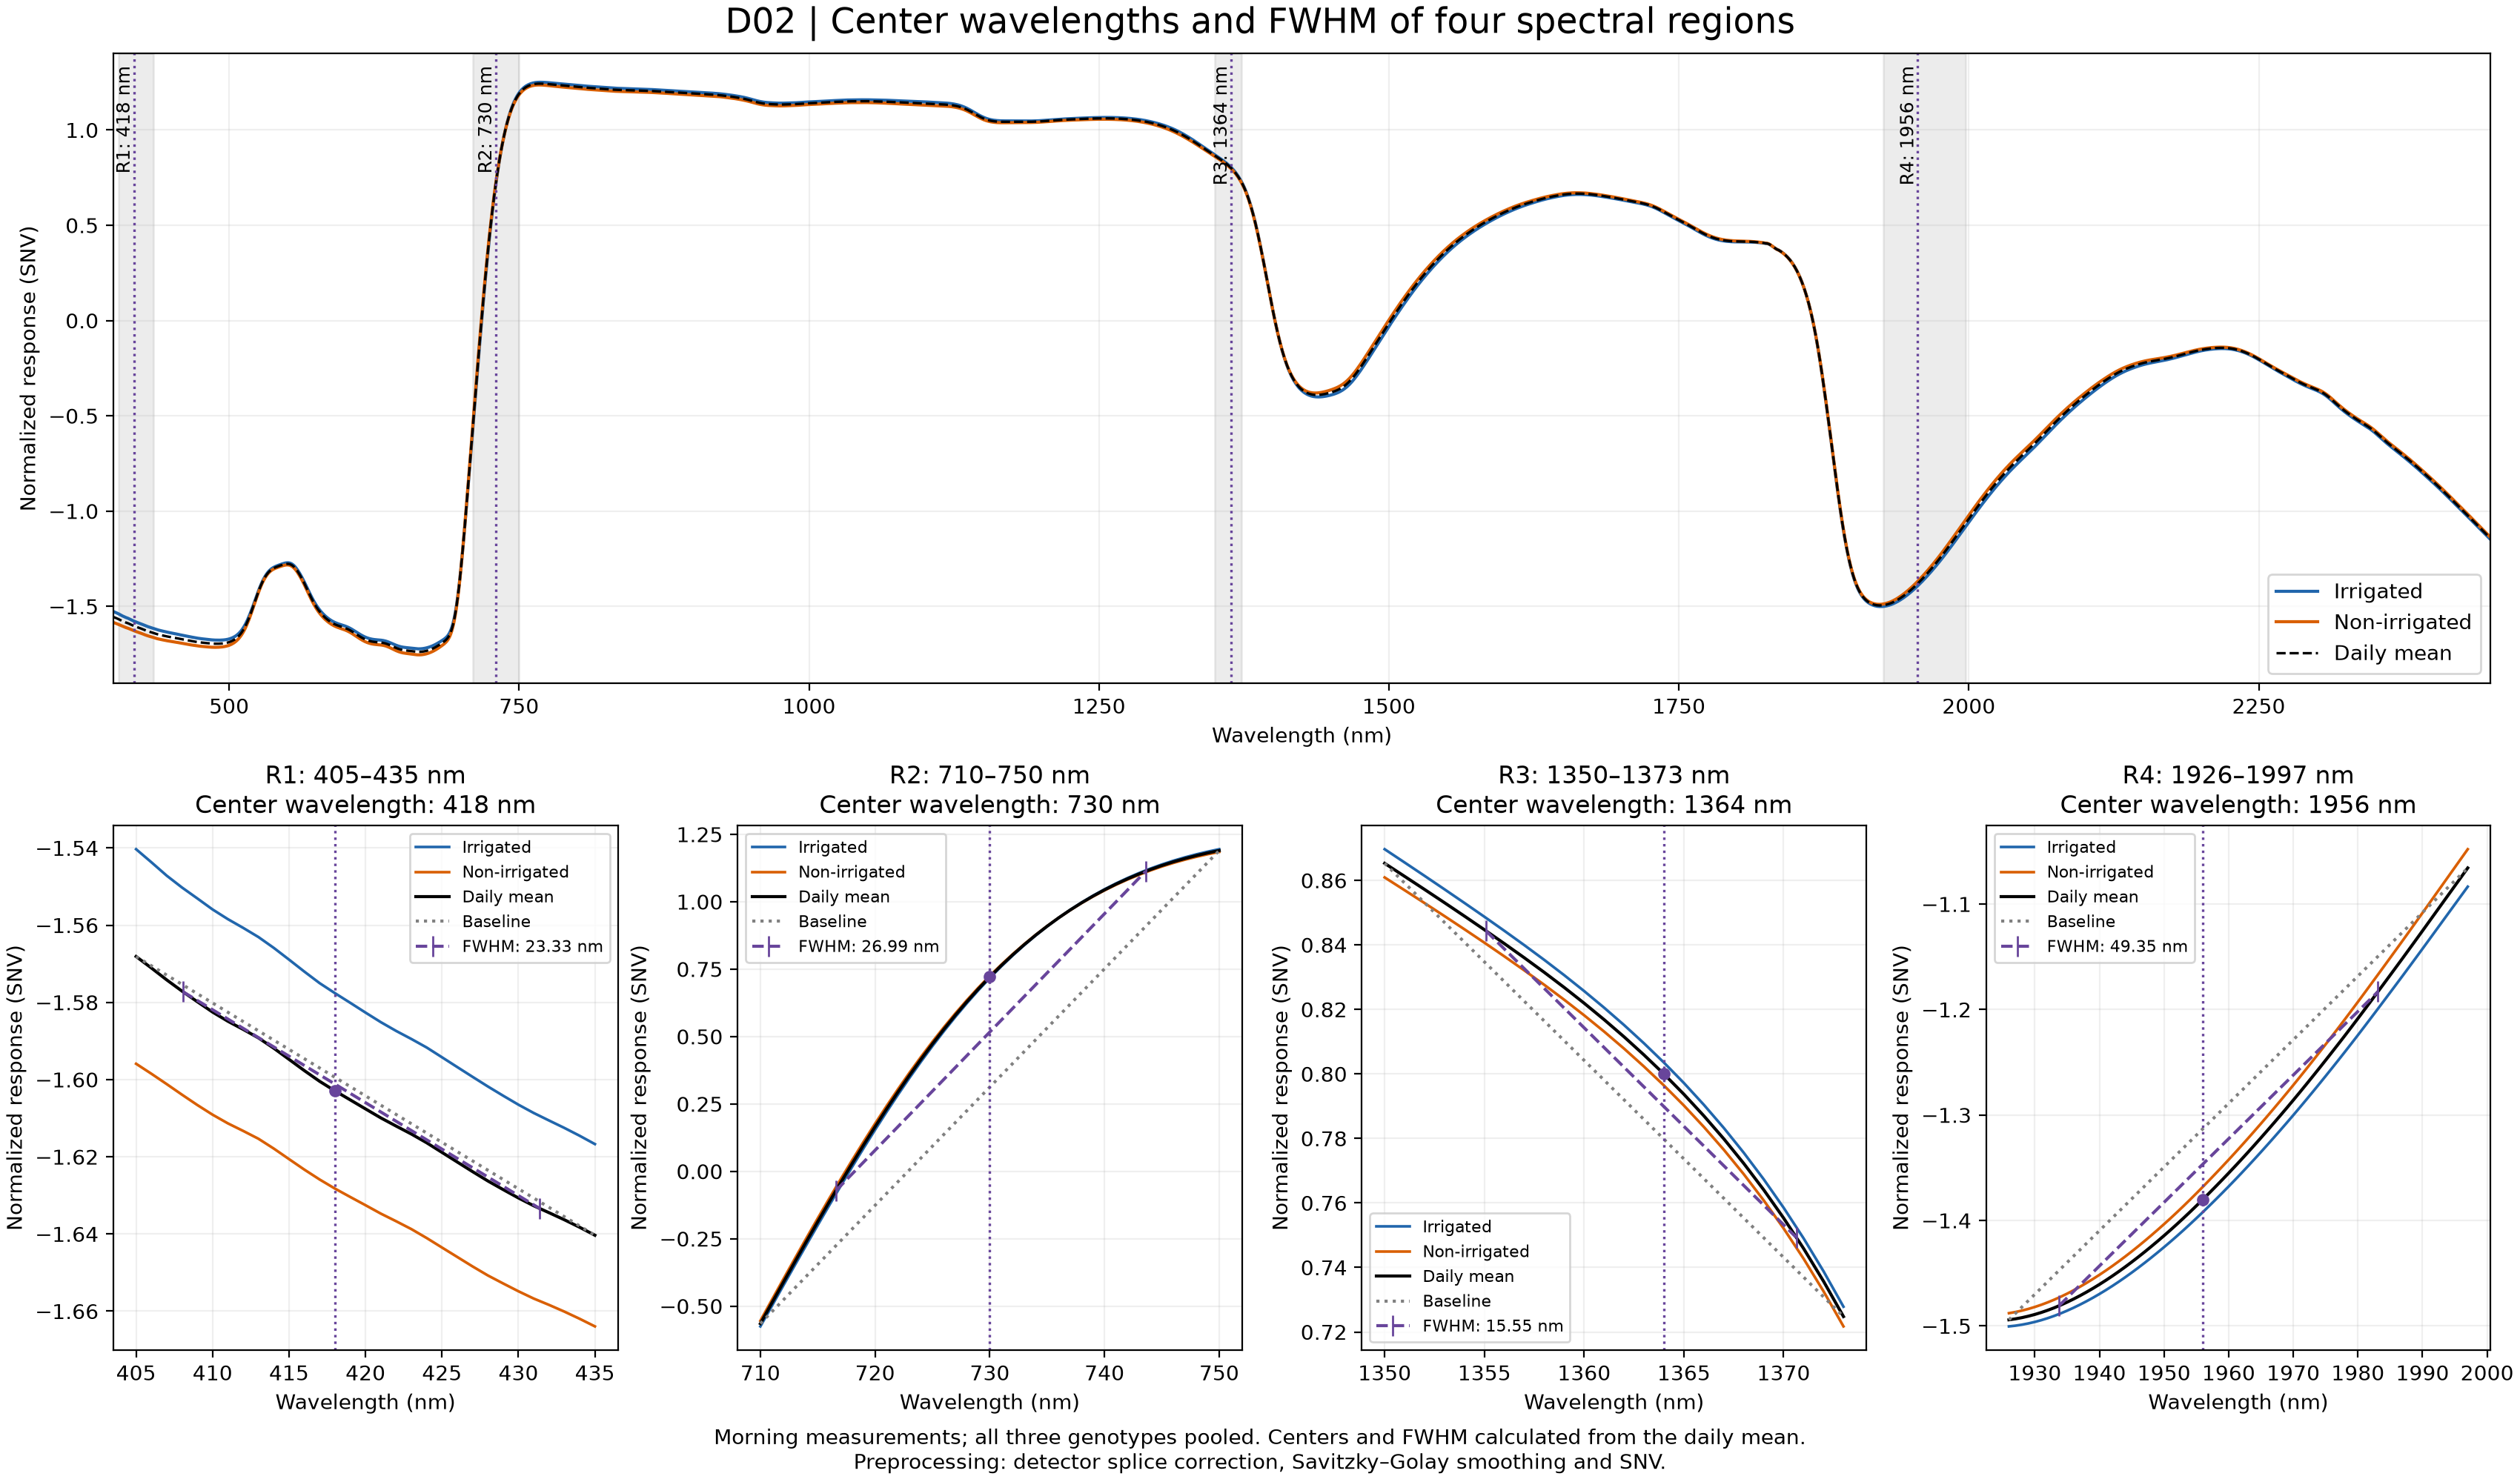 D02 | Center wavelengths and FWHM of four spectral regions
Normalized response (SNV)
1.0
0.5
0.0
−0.5
−1.0
−1.5
R1: 418 nm
R2: 730 nm
R3: 1364 nm
R4: 1956 nm
Irrigated
Non-irrigated
Daily mean
500 750 1000 1250 1500 1750 2000 2250
Wavelength (nm)
R1: 405–435 nm
Center wavelength: 418 nm
Normalized response (SNV)
−1.54
−1.56
−1.58
−1.60
−1.62
−1.64
−1.66
Irrigated
Non-irrigated
Daily mean
Baseline
FWHM: 23.33 nm
405 410 415 420 425 430 435
Wavelength (nm)
R2: 710–750 nm
Center wavelength: 730 nm
Normalized response (SNV)
1.25
1.00
0.75
0.50
0.25
0.00
−0.25
−0.50
Irrigated
Non-irrigated
Daily mean
Baseline
FWHM: 26.99 nm
710 720 730 740 750
Wavelength (nm)
R3: 1350–1373 nm
Center wavelength: 1364 nm
Normalized response (SNV)
0.86
0.84
0.82
0.80
0.78
0.76
0.74
0.72
Irrigated
Non-irrigated
Daily mean
Baseline
FWHM: 15.55 nm
1350 1355 1360 1365 1370
Wavelength (nm)
R4: 1926–1997 nm
Center wavelength: 1956 nm
Normalized response (SNV)
−1.1
−1.2
−1.3
−1.4
−1.5
Irrigated
Non-irrigated
Daily mean
Baseline
FWHM: 49.35 nm
1930 1940 1950 1960 1970 1980 1990 2000
Wavelength (nm)
Morning measurements; all three genotypes pooled. Centers and FWHM calculated from the daily mean.
Preprocessing: detector splice correction, Savitzky–Golay smoothing and SNV.